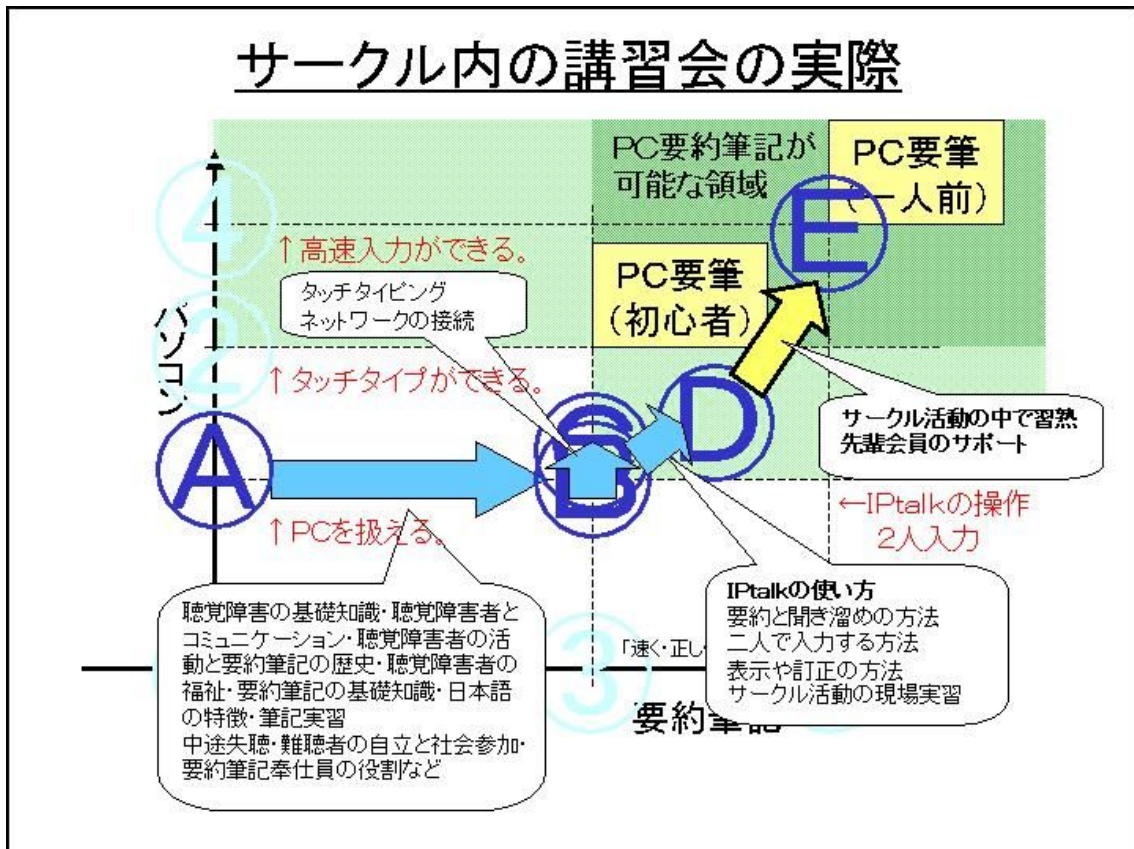 サークル内の講習会の実際
PC要約筆記が
可能な領域
PC要筆
(一人前)
④
E
↑高速入力ができる。
PC要筆
(初心者)
タッチタイピング
ネットワークの接続
パソコン
②
↑タッチタイプができる。
D
サークル活動の中で習熟
先輩会員のサポート
A
B
←IPtalkの操作
2人入力
↑PCを扱える。
IPtalkの使い方
要約と聞き溜めの方法
二人で入力する方法
表示や訂正の方法
サークル活動の現場実習
聴覚障害の基礎知識・聴覚障害者と
コミュニケーション・聴覚障害者の活
動と要約筆記の歴史・聴覚障害者の
福祉・要約筆記の基礎知識・日本語
の特徴・筆記実習
中途失聴・難聴者の自立と社会参加・
要約筆記奉仕員の役割など
「速く・正し
③
要約筆記